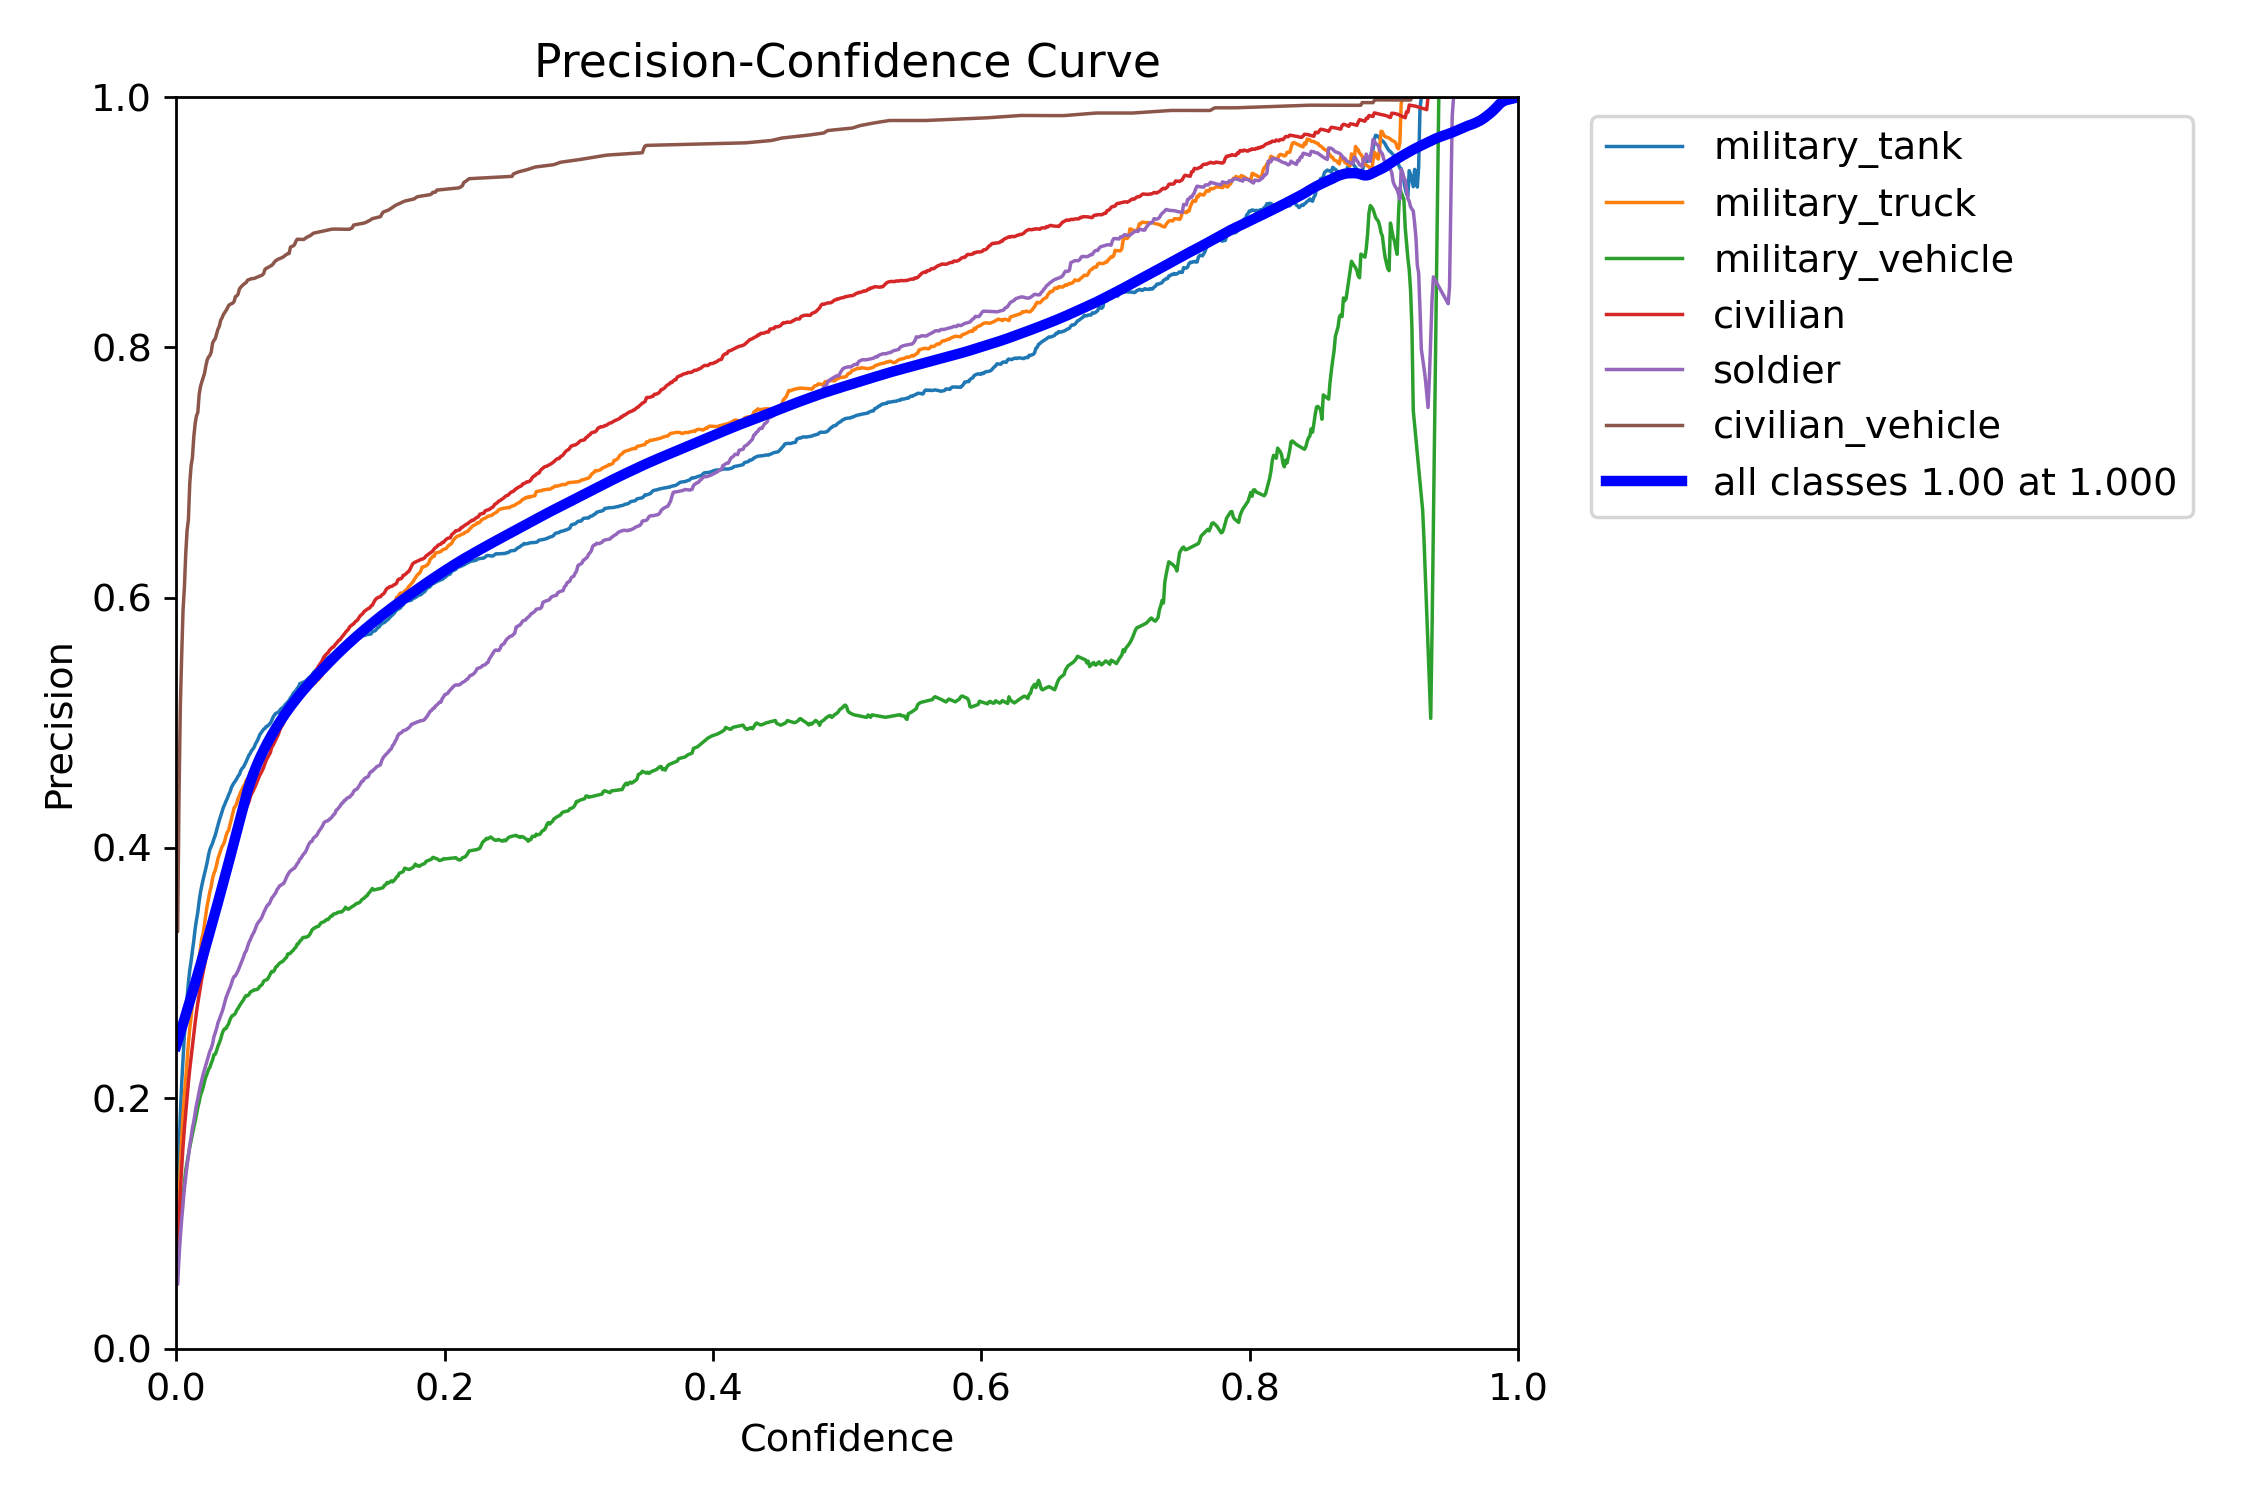 Precision-Confidence Curve
1.0
0.8
0.6
0.4
0.2
0.0
Precision
0.0 0.2 0.4 0.6 0.8 1.0
Confidence
military_tank
military_truck
military_vehicle
civilian
soldier
civilian_vehicle
all classes 1.00 at 1.000